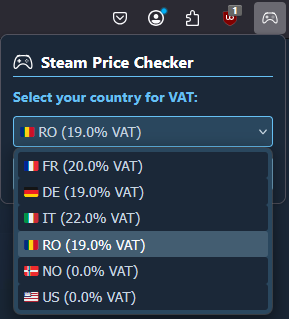 1
Steam Price Checker
Select your country for VAT:
RO (19.0% VAT)
FR (20.0% VAT)
DE (19.0% VAT)
IT (22.0% VAT)
RO (19.0% VAT)
NO (0.0% VAT)
US (0.0% VAT)